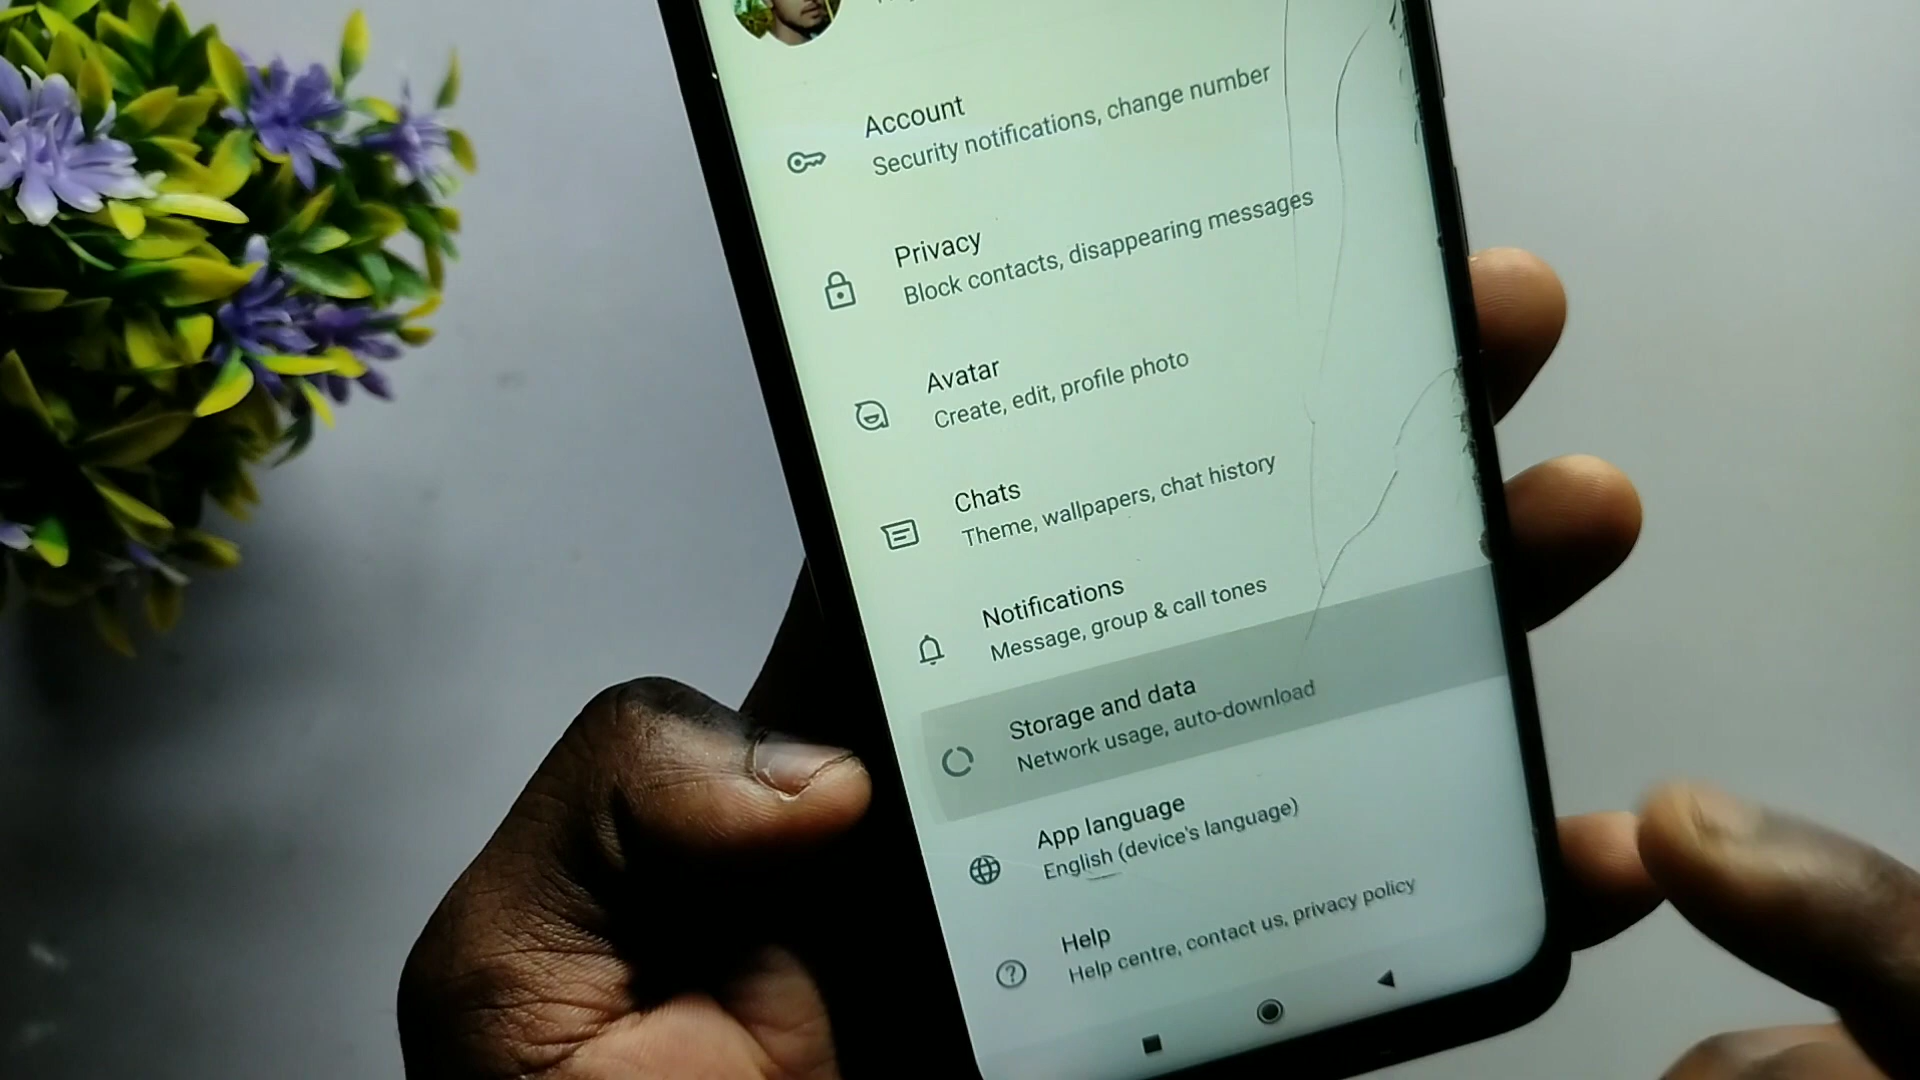 Account
Security notifications, change number
Privacy
Block contacts, disappearing messages
Avatar
Create, edit, profile photo
Chats
Theme, wallpapers, chat history
Notifications
Message, group & call tones
Storage and data
Network usage, auto-download
App language
English (device's language)
Help
Help centre, contact us, privacy policy